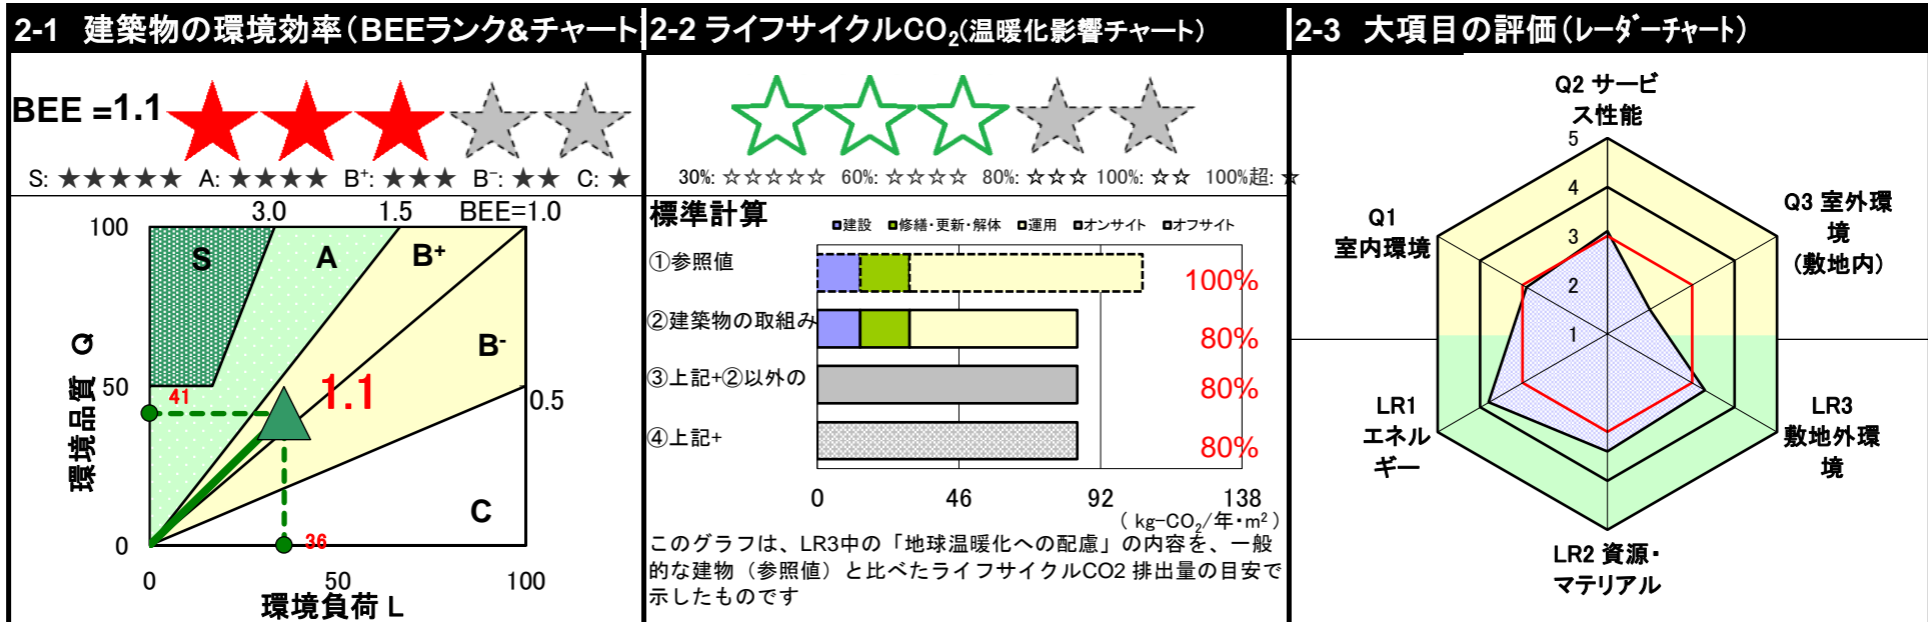 2-1 建築物の環境効率（BEEランク&チャート
BEE =1.1
S: ★★★★★ A: ★★★★ B⁺: ★★★ B⁻: ★★ C: ★
3.0 1.5 BEE=1.0
100
S A B⁺
B⁻
環境品質 Q
50
41
1.1
0.5
C
0
36
0 50 100
環境負荷 L
2-2 ライフサイクルCO₂(温暖化影響チャート)
30%: ☆☆☆☆☆ 60%: ☆☆☆☆ 80%: ☆☆☆ 100%: ☆☆ 100%超: ☆
標準計算
■建設 ■修繕・更新・解体 □運用 ■オンサイト □オフサイト
①参照値 100%
②建築物の取組み 80%
③上記+②以外の 80%
④上記+ 80%
0 46 92 138
( kg-CO₂/年・m² )
このグラフは、LR3中の「地球温暖化への配慮」の内容を、一般
的な建物（参照値）と比べたライフサイクルCO2 排出量の目安で
示したものです
2-3 大項目の評価（レーダーチャート）
Q2 サービ
ス性能
5
4
3
2
1
Q1
室内環境
Q3 室外環
境
(敷地内)
LR1
エネル
ギー
LR3
敷地外環
境
LR2 資源・
マテリアル